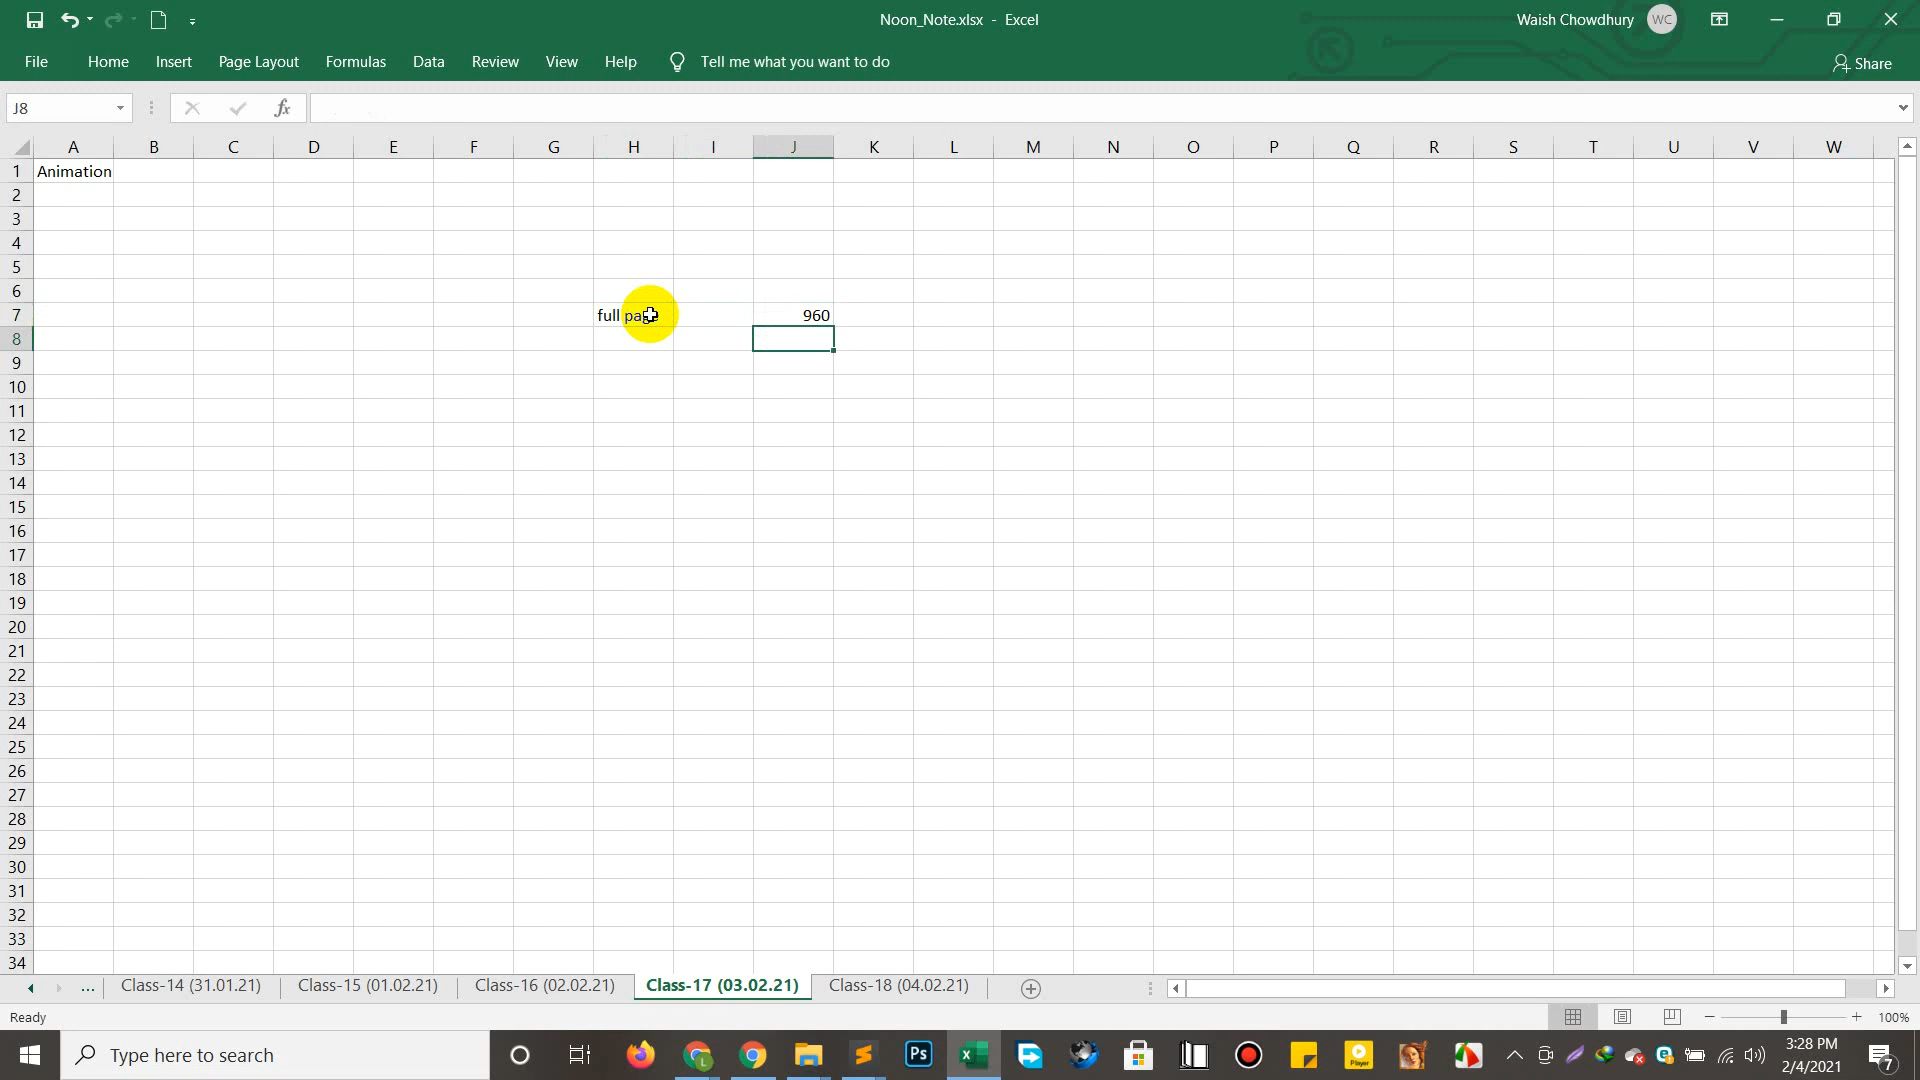 Noon_Note.xlsx - Excel
Waish Chowdhury WC
File Home Insert Page Layout Formulas Data Review View Help Tell me what you want to do
Share
J8 fx
A B C D E F G H I J K L M N O P Q R S T U V W
1 Animation
2
3
4
5
6
7 full page 960
8
9
10
11
12
13
14
15
16
17
18
19
20
21
22
23
24
25
26
27
28
29
30
31
32
33
34
... Class-14 (31.01.21) Class-15 (01.02.21) Class-16 (02.02.21) Class-17 (03.02.21) Class-18 (04.02.21)
Ready 100%
Type here to search
Ps
Player
3:28 PM
2/4/2021
7